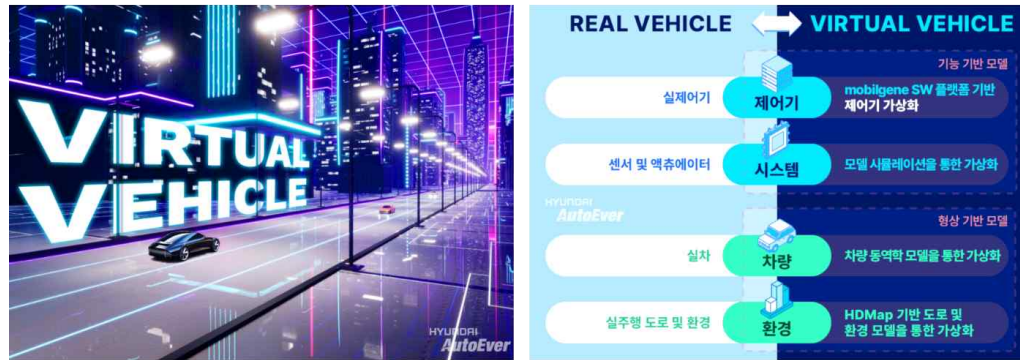 VIRTUAL
VEHICLE
HYUNDAI
AutoEver
REAL VEHICLE
VIRTUAL VEHICLE
기능 기반 모델
실제어기
제어기
mobilgene SW 플랫폼 기반
제어기 가상화
센서 및 액츄에이터
시스템
모델 시뮬레이션을 통한 가상화
HYUNDAI
AutoEver
형상 기반 모델
실차
차량
차량 동역학 모델을 통한 가상화
실주행 도로 및 환경
환경
HDMap 기반 도로 및
환경 모델을 통한 가상화